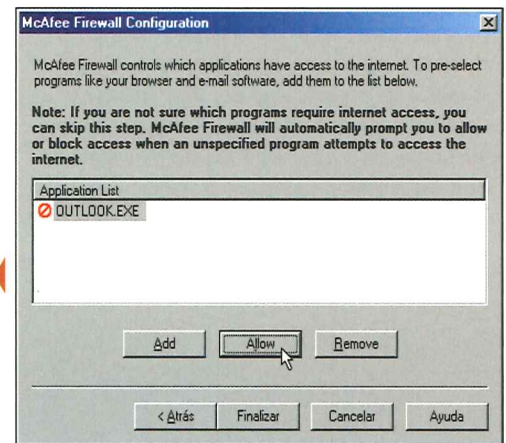 McAfee Firewall Configuration
McAfee Firewall controls which applications have access to the internet. To pre-select
programs like your browser and e-mail software, add them to the list below.
Note: If you are not sure which programs require internet access, you
can skip this step. McAfee Firewall will automatically prompt you to allow
or block access when an unspecified program attempts to access the
internet.
Application List
OUTLOOK.EXE
Add
Allow
Remove
< Atrás
Finalizar
Cancelar
Ayuda